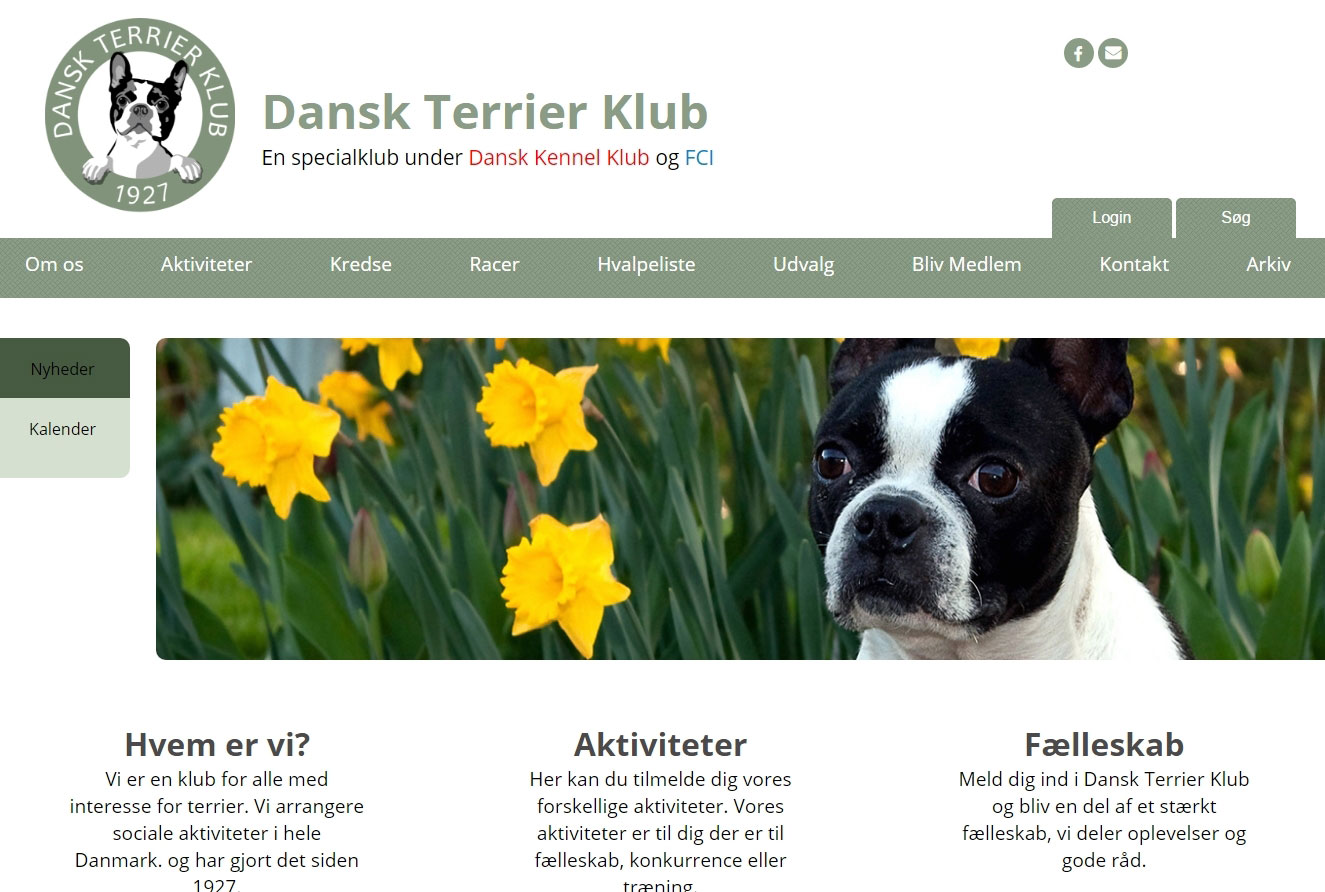 DANSK TERRIER KLUB
1927
Dansk Terrier Klub
En specialklub under Dansk Kennel Klub og FCI
Login
Søg
Om os
Aktiviteter
Kredse
Racer
Hvalpeliste
Udvalg
Bliv Medlem
Kontakt
Arkiv
Nyheder
Kalender
Hvem er vi?
Vi er en klub for alle med
interesse for terrier. Vi arrangere
sociale aktiviteter i hele
Danmark. og har gjort det siden
1927.
Aktiviteter
Her kan du tilmelde dig vores
forskellige aktiviteter. Vores
aktiviteter er til dig der er til
fælleskab, konkurrence eller
træning.
Fælleskab
Meld dig ind i Dansk Terrier Klub
og bliv en del af et stærkt
fælleskab, vi deler oplevelser og
gode råd.